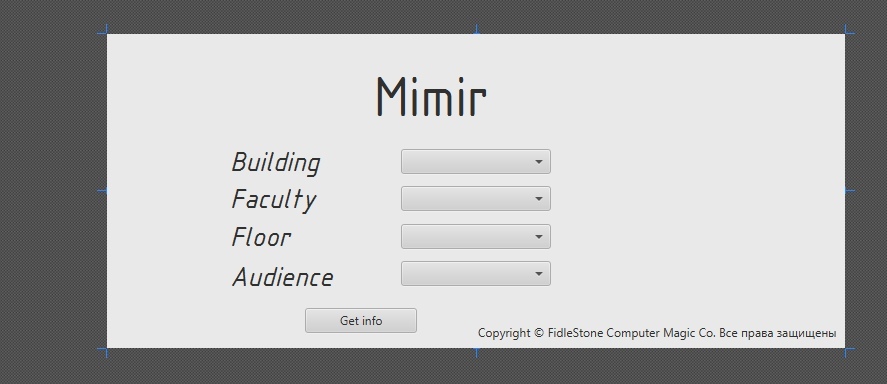 Mimir
Building
Faculty
Floor
Audience
Get info
Copyright © FidleStone Computer Magic Co. Все права защищены